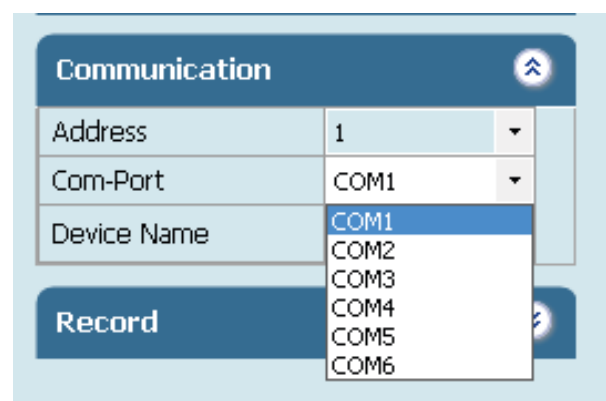 Communication
Address 1
Com-Port COM1
Device Name COM1
COM2
COM3
COM4
COM5
COM6
Record